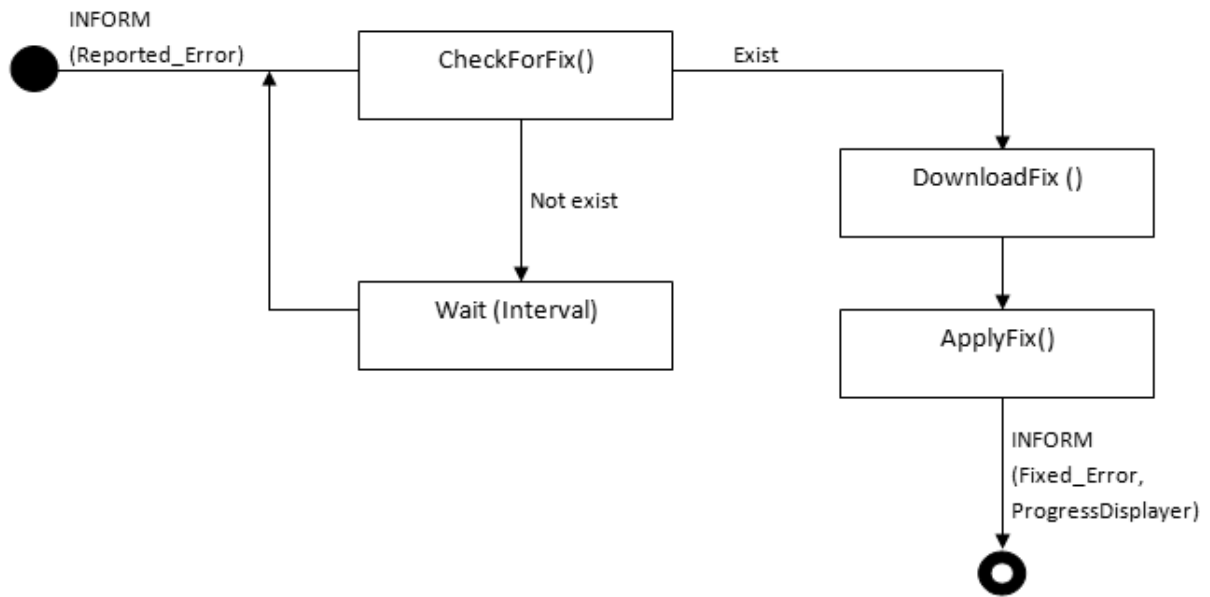 INFORM
(Reported_Error)
CheckForFix()
Exist
DownloadFix ()
Not exist
Wait (Interval)
ApplyFix()
INFORM
(Fixed_Error,
ProgressDisplayer)